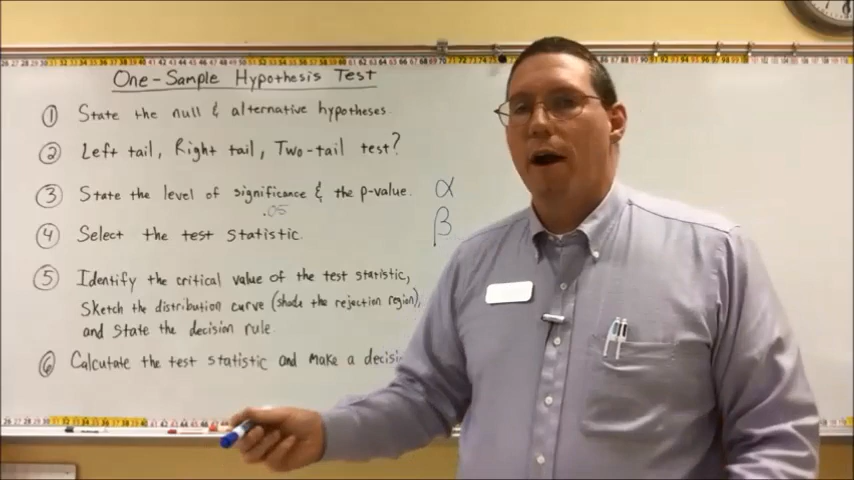 One-Sample Hypothesis Test
① State the null & alternative hypotheses.
② Left tail, Right tail, Two-tail test?
③ State the level of significance & the p-value.
.05
α
β
④ Select the test statistic.
⑤ Identify the critical value of the test statistic,
Sketch the distribution curve (shade the rejection region),
and state the decision rule.
⑥ Calculate the test statistic and make a decisi